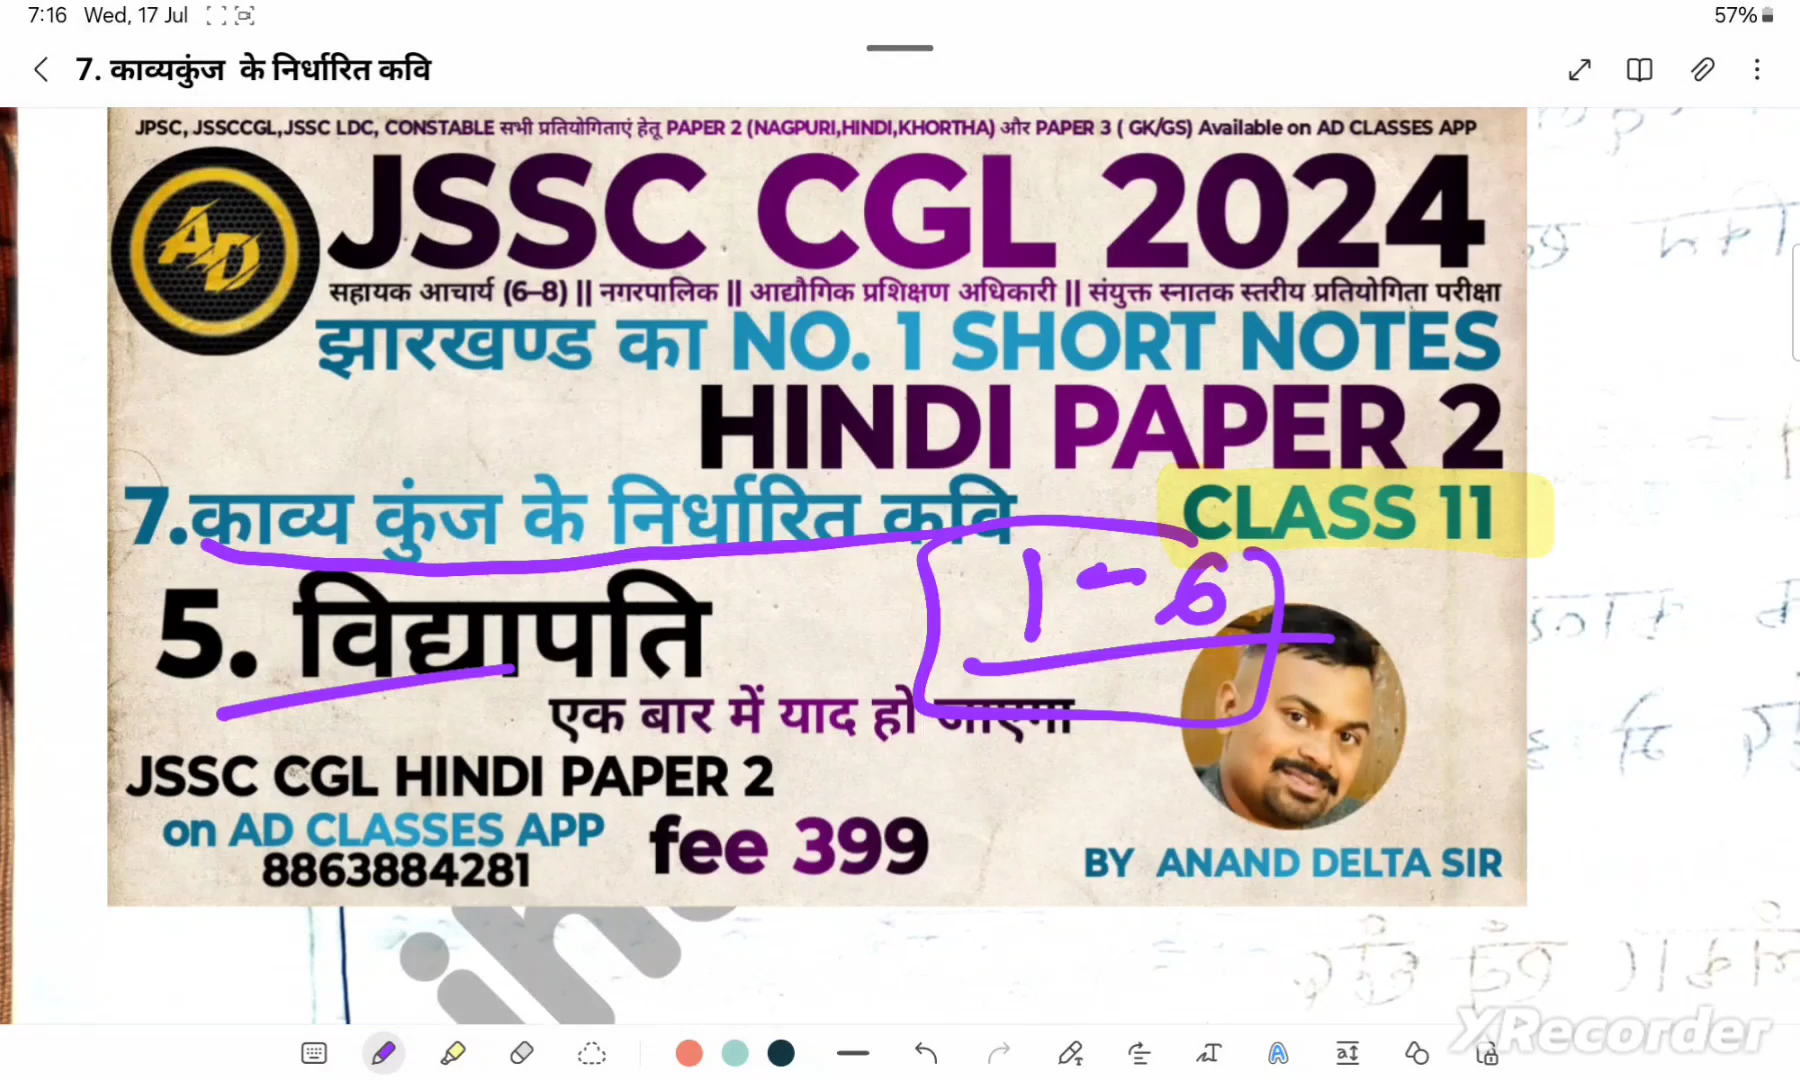 7:16 Wed, 17 Jul 57%
7. काव्यकुंज के निर्धारित कवि
JPSC, JSSCCGL,JSSC LDC, CONSTABLE सभी प्रतियोगिताएं हेतू PAPER 2 (NAGPURI,HINDI,KHORTHA) और PAPER 3 ( GK/GS) Available on AD CLASSES APP
AD
JSSC CGL 2024
सहायक आचार्य (6–8) || नगरपालिक || आद्यौगिक प्रशिक्षण अधिकारी || संयुक्त स्नातक स्तरीय प्रतियोगिता परीक्षा
झारखण्ड का NO. 1 SHORT NOTES
HINDI PAPER 2
7.काव्य कुंज के निर्धारित कवि CLASS 11
1 - 6
5. विद्यापति
एक बार में याद हो जाएगा
JSSC CGL HINDI PAPER 2
on AD CLASSES APP
8863884281
fee 399
BY ANAND DELTA SIR
XRecorder